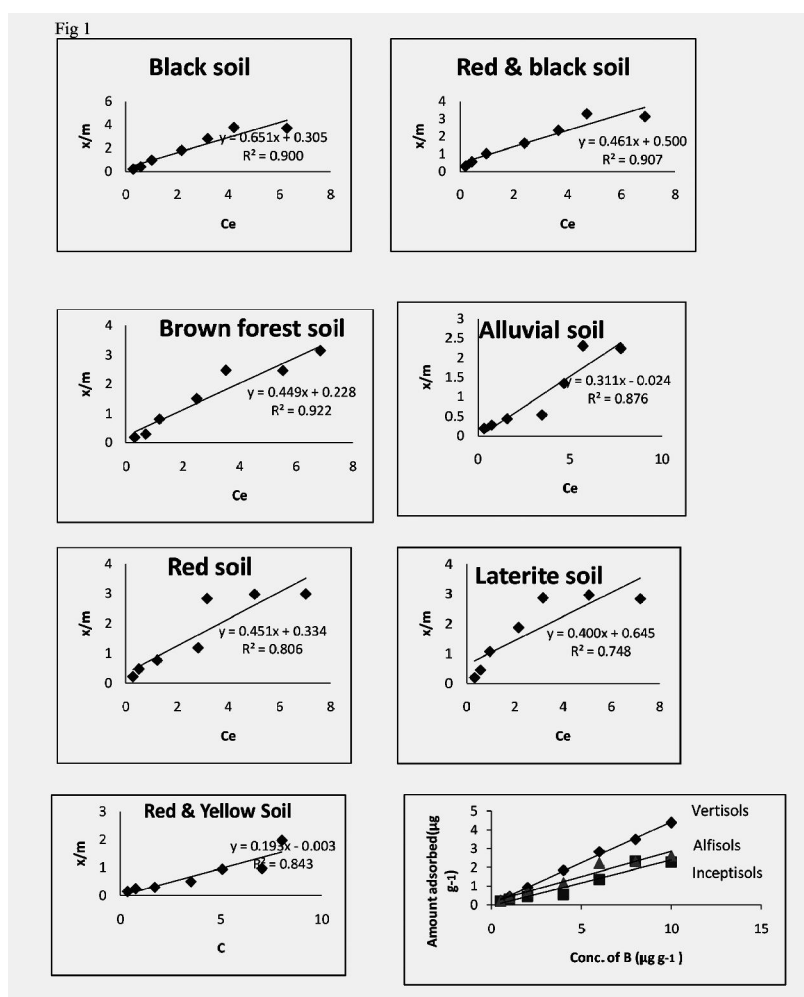 Fig 1
Black soil
6
4
2
0
x/m
y = 0.651x + 0.305
R² = 0.900
0 2 4 6 8
Ce
Red & black soil
4
3
2
1
0
x/m
y = 0.461x + 0.500
R² = 0.907
0 2 4 6 8
Ce
Brown forest soil
4
3
2
1
0
x/m
y = 0.449x + 0.228
R² = 0.922
0 2 4 6 8
Ce
Alluvial soil
3
2.5
2
1.5
1
0.5
0
x/m
y = 0.311x - 0.024
R² = 0.876
0 5 10
Ce
Red soil
4
3
2
1
0
x/m
y = 0.451x + 0.334
R² = 0.806
0 2 4 6 8
Ce
Laterite soil
4
3
2
1
0
x/m
y = 0.400x + 0.645
R² = 0.748
0 2 4 6 8
Ce
Red & Yellow Soil
3
2
1
0
x/m
y = 0.193x - 0.003
R² = 0.843
0 5 10
C
5
4
3
2
1
0
Amount adsorbed(µg
g-1)
Vertisols
Alfisols
Inceptisols
0 5 10 15
Conc. of B (µg g-1 )